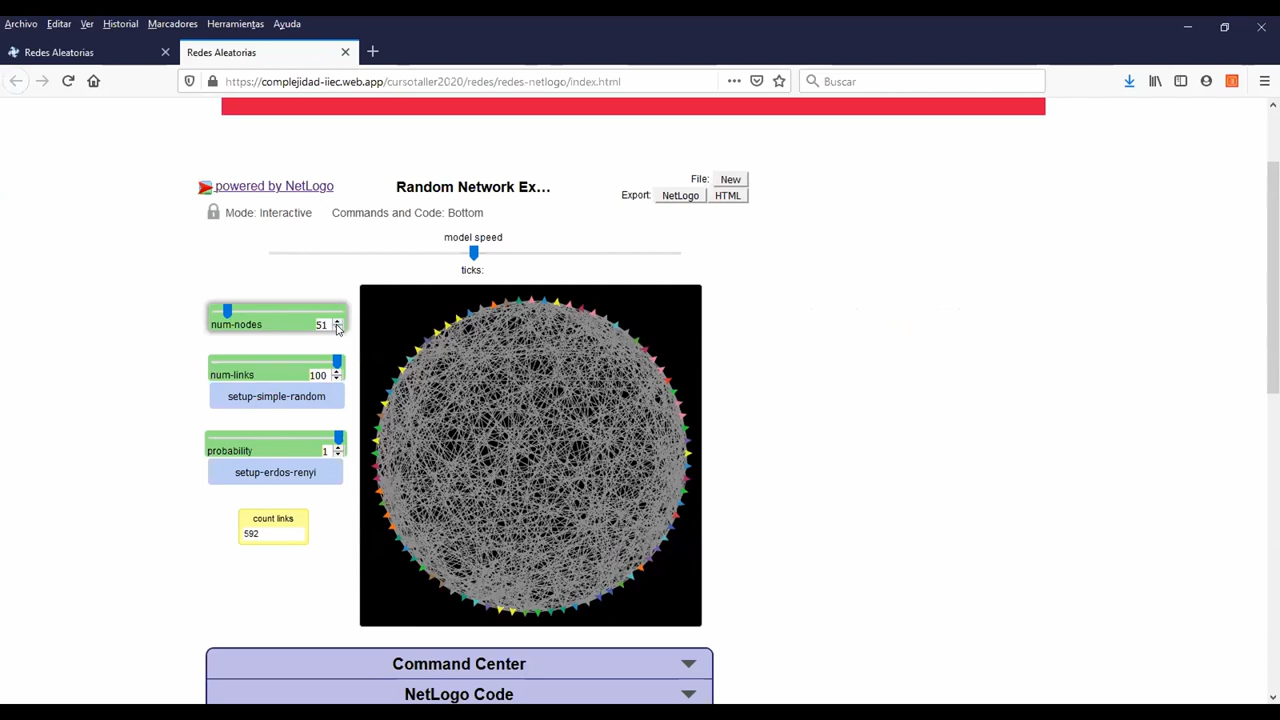 Archivo Editar Ver Historial Marcadores Herramientas Ayuda
Redes Aleatorias
Redes Aleatorias
https://complejidad-iiec.web.app/cursotaller2020/redes/redes-netlogo/index.html
Buscar
powered by NetLogo
Random Network Ex...
File: New
Export: NetLogo HTML
Mode: Interactive
Commands and Code: Bottom
model speed
ticks:
num-nodes 51
num-links 100
setup-simple-random
probability 1
setup-erdos-renyi
count links
592
Command Center
NetLogo Code